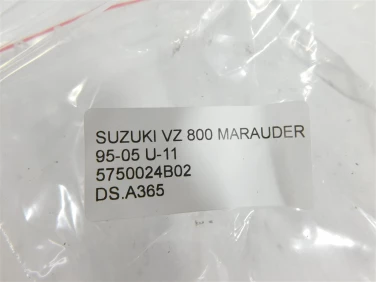 SUZUKI VZ 800 MARAUDER
95-05 U-11
5750024B02
DS.A365